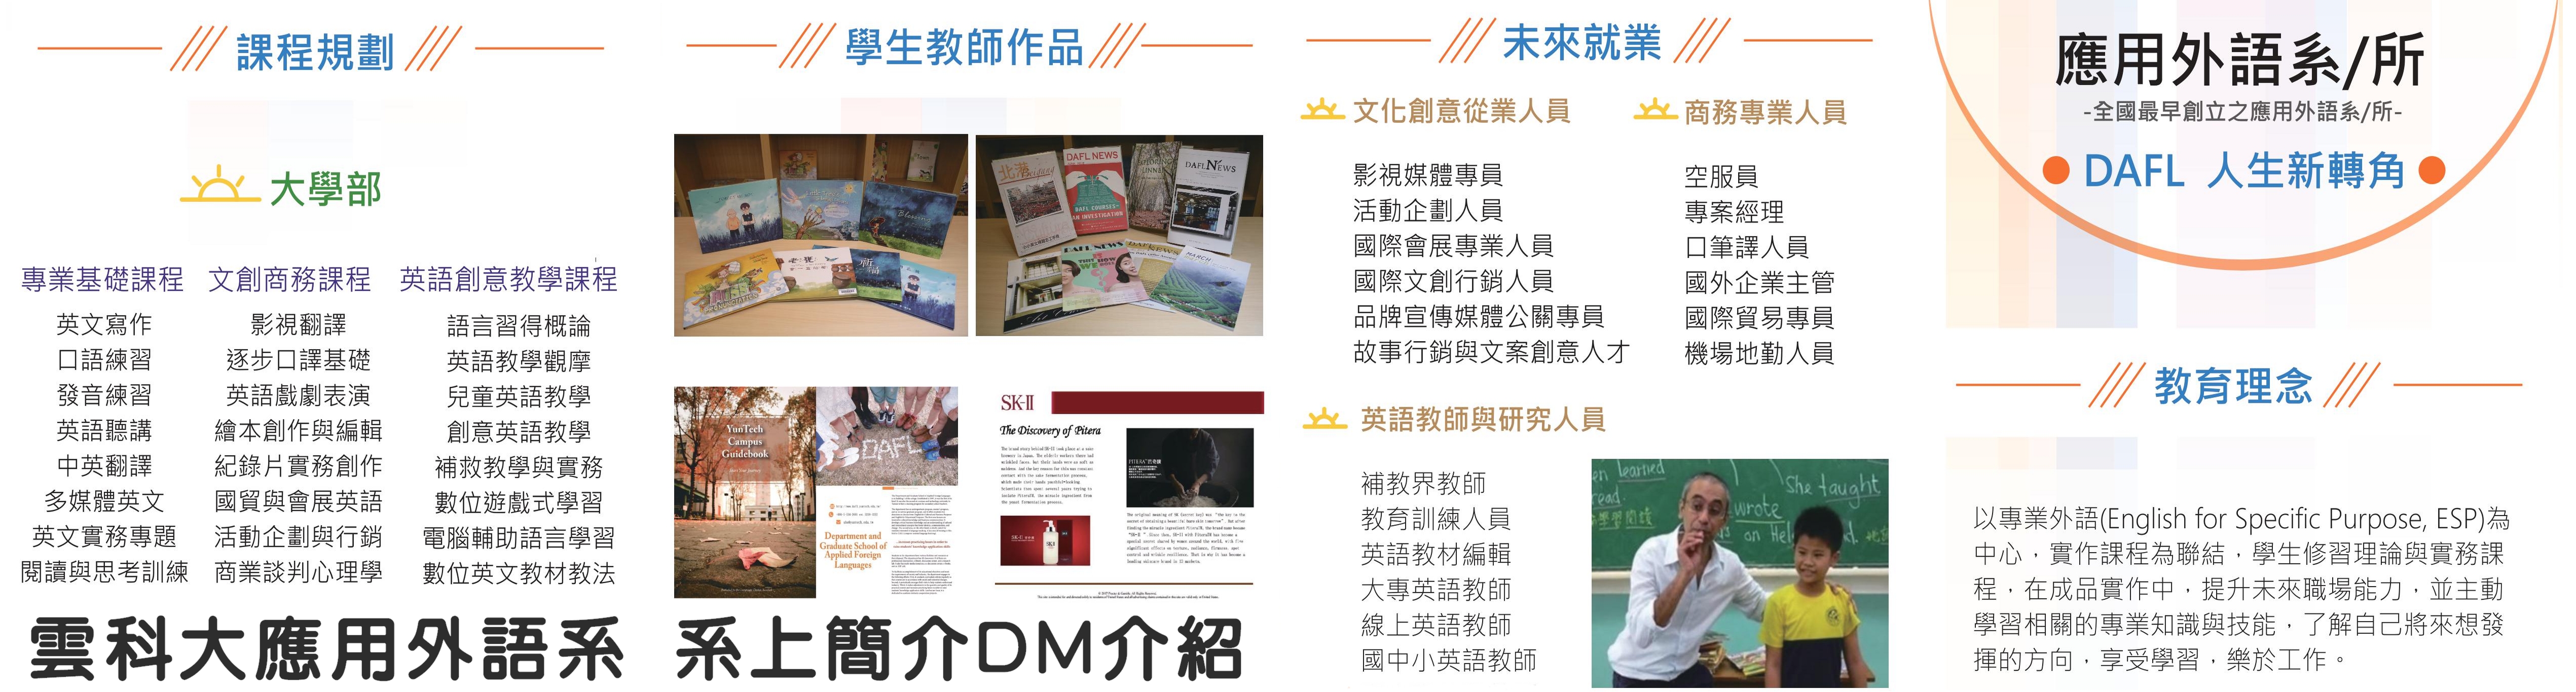 課程規劃
大學部
專業基礎課程
英文寫作
口語練習
發音練習
英語聽講
中英翻譯
多媒體英文
英文實務專題
閱讀與思考訓練
文創商務課程
影視翻譯
逐步口譯基礎
英語戲劇表演
繪本創作與編輯
紀錄片實務創作
國貿與會展英語
活動企劃與行銷
商業談判心理學
英語創意教學課程
語言習得概論
英語教學觀摩
兒童英語教學
創意英語教學
補救教學與實務
數位遊戲式學習
電腦輔助語言學習
數位英文教材教法
雲科大應用外語系
學生教師作品
Blessing
祈福
北港
DAFL NEWS
DAFL COURSES-
AN INVESTIGATION
DAFL NEWS
MARCH
YunTech
Campus
Guidebook
DAFL
Department and
Graduate School of
Applied Foreign
Languages
SK-II
The Discovery of Pitera
系上簡介DM介紹
未來就業
文化創意從業人員
影視媒體專員
活動企劃人員
國際會展專業人員
國際文創行銷人員
品牌宣傳媒體公關專員
故事行銷與文案創意人才
商務專業人員
空服員
專案經理
口筆譯人員
國外企業主管
國際貿易專員
機場地勤人員
英語教師與研究人員
補教界教師
教育訓練人員
英語教材編輯
大專英語教師
線上英語教師
國中小英語教師
learned
read
She taught
wrote
on
應用外語系/所
-全國最早創立之應用外語系/所-
DAFL 人生新轉角
教育理念
以專業外語(English for Specific Purpose, ESP)為
中心，實作課程為聯結，學生修習理論與實務課
程，在成品實作中，提升未來職場能力，並主動
學習相關的專業知識與技能，了解自己將來想發
揮的方向，享受學習，樂於工作。